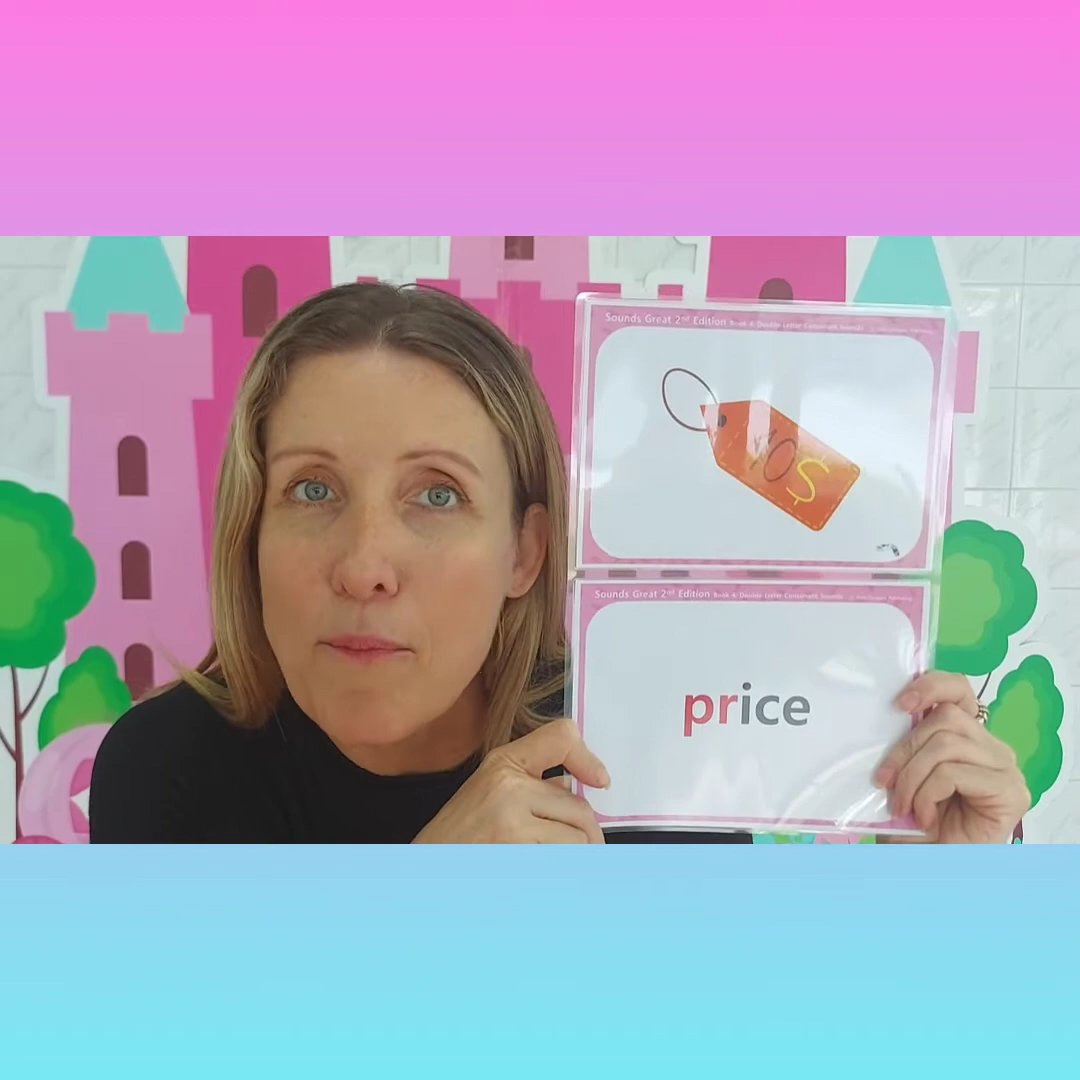 Sounds Great 2nd Edition Book 4: Double Letter Consonant Sounds
10$
Sounds Great 2nd Edition Book 4: Double Letter Consonant Sounds
price